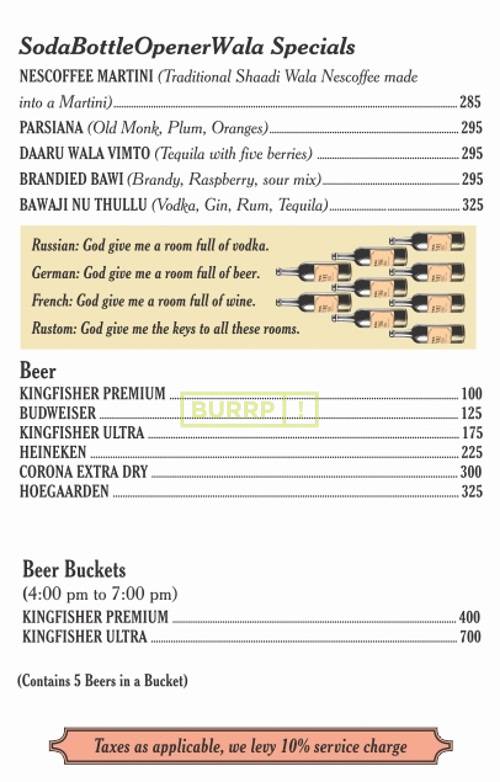 SodaBottleOpenerWala Specials
NESCOFFEE MARTINI (Traditional Shaadi Wala Nescoffee made
into a Martini) 285
PARSIANA (Old Monk, Plum, Oranges) 295
DAARU WALA VIMTO (Tequila with five berries) 295
BRANDIED BAWI (Brandy, Raspberry, sour mix) 295
BAWAJI NU THULLU (Vodka, Gin, Rum, Tequila) 325
Russian: God give me a room full of vodka.
German: God give me a room full of beer.
French: God give me a room full of wine.
Rustom: God give me the keys to all these rooms.
Beer
KINGFISHER PREMIUM 100
BURRP!
BUDWEISER 125
KINGFISHER ULTRA 175
HEINEKEN 225
CORONA EXTRA DRY 300
HOEGAARDEN 325
Beer Buckets
(4:00 pm to 7:00 pm)
KINGFISHER PREMIUM 400
KINGFISHER ULTRA 700
(Contains 5 Beers in a Bucket)
Taxes as applicable, we levy 10% service charge